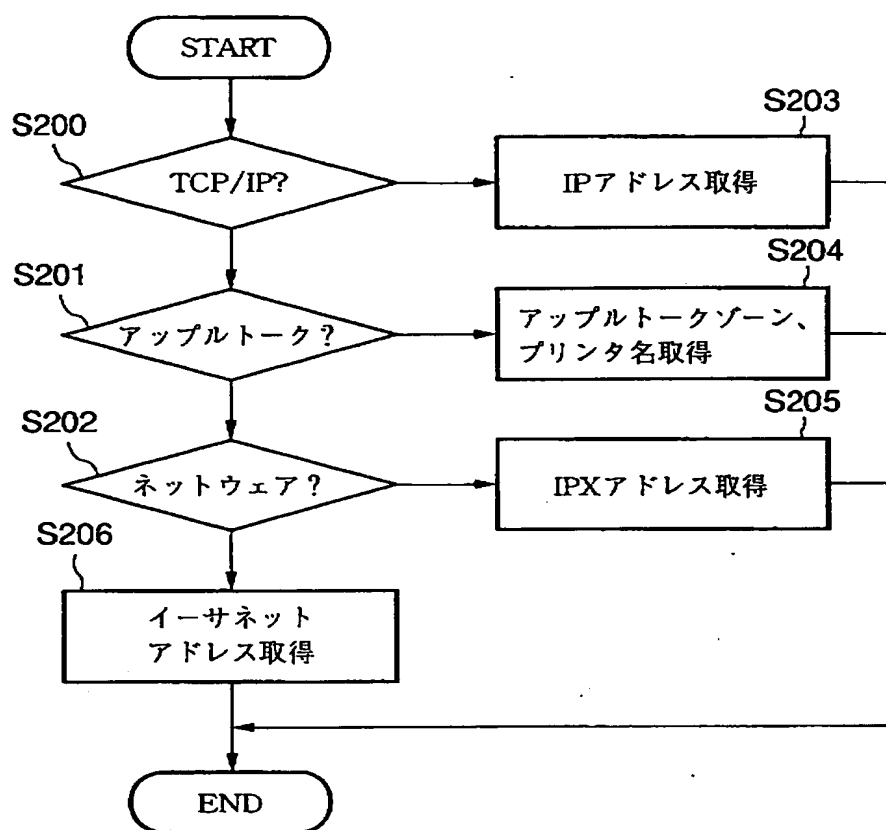 START
S200
TCP/IP?
S203
IPアドレス取得
S201
アップルトーク?
S204
アップルトークゾーン、
プリンタ名取得
S202
ネットウェア?
S205
IPXアドレス取得
S206
イーサネット
アドレス取得
END